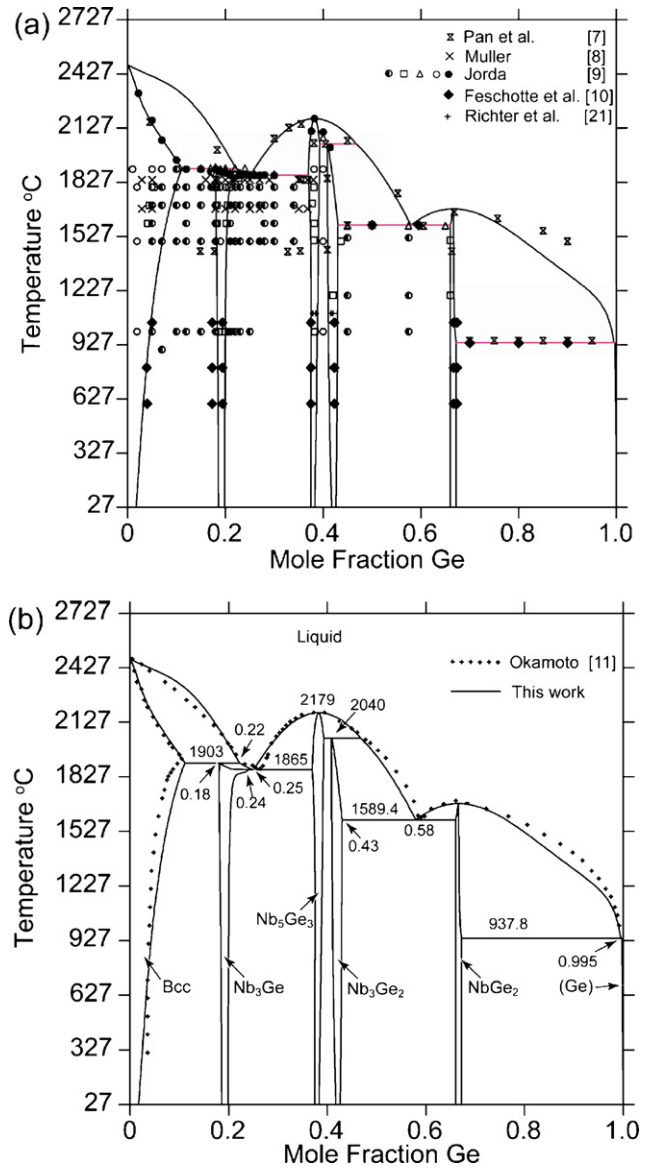 (a)
2727
2427
2127
1827
1527
1227
927
627
327
27
Temperature °C
0 0.2 0.4 0.6 0.8 1.0
Mole Fraction Ge
Pan et al. [7]
Muller [8]
Jorda [9]
Feschotte et al. [10]
Richter et al. [21]
(b)
2727
2427
2127
1827
1527
1227
927
627
327
27
Temperature °C
Liquid
Okamoto [11]
This work
2179
2040
0.22
1903
1865
0.18
0.24
0.25
1589.4
0.43
0.58
Nb5Ge3
937.8
0.995
Bcc
Nb3Ge
Nb3Ge2
NbGe2
(Ge)
0 0.2 0.4 0.6 0.8 1.0
Mole Fraction Ge